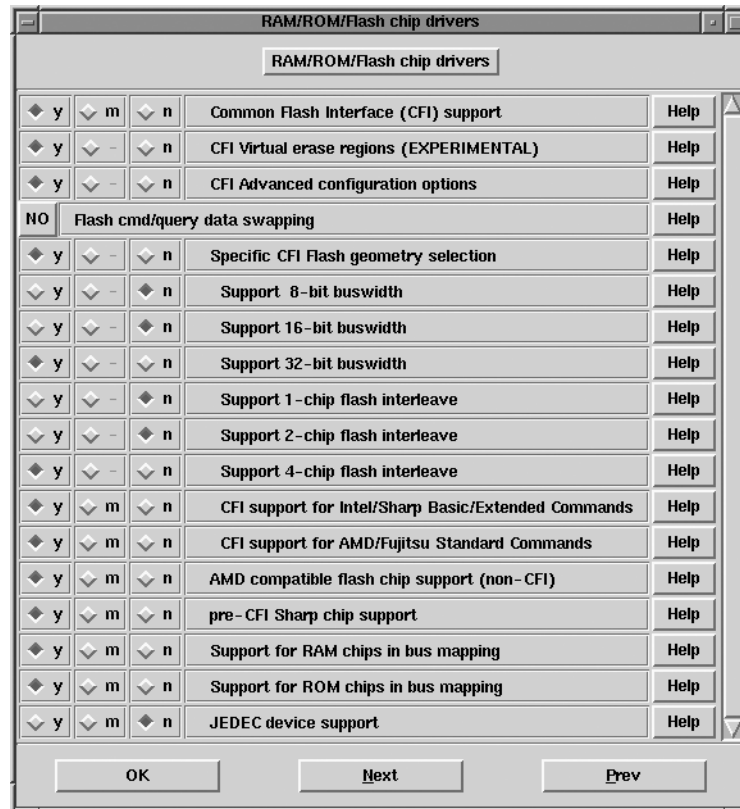 RAM/ROM/Flash chip drivers
RAM/ROM/Flash chip drivers
y m n Common Flash Interface (CFI) support Help
y - n CFI Virtual erase regions (EXPERIMENTAL) Help
y - n CFI Advanced configuration options Help
NO Flash cmd/query data swapping Help
y - n Specific CFI Flash geometry selection Help
y - n Support 8-bit buswidth Help
y - n Support 16-bit buswidth Help
y - n Support 32-bit buswidth Help
y - n Support 1-chip flash interleave Help
y - n Support 2-chip flash interleave Help
y - n Support 4-chip flash interleave Help
y m n CFI support for Intel/Sharp Basic/Extended Commands Help
y m n CFI support for AMD/Fujitsu Standard Commands Help
y m n AMD compatible flash chip support (non-CFI) Help
y m n pre-CFI Sharp chip support Help
y m n Support for RAM chips in bus mapping Help
y m n Support for ROM chips in bus mapping Help
y m n JEDEC device support Help
OK Next Prev